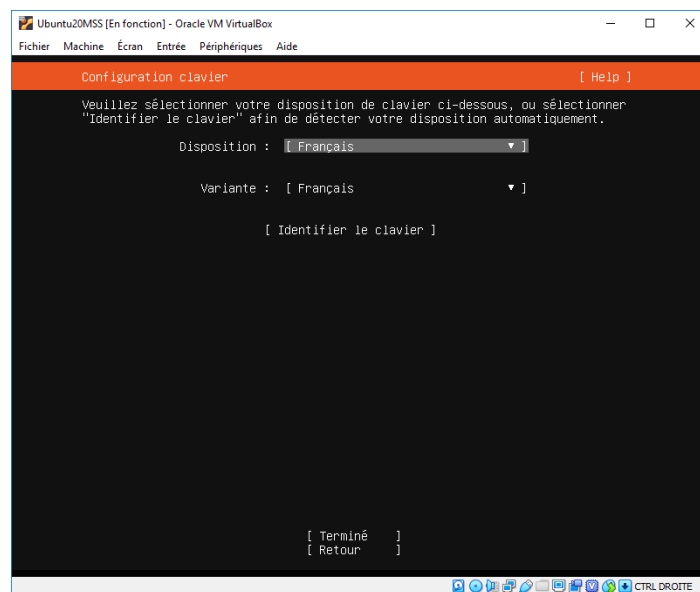 Ubuntu20MSS [En fonction] - Oracle VM VirtualBox
Fichier Machine Écran Entrée Périphériques Aide
Configuration clavier [ Help ]
Veuillez sélectionner votre disposition de clavier ci-dessous, ou sélectionner
"Identifier le clavier" afin de détecter votre disposition automatiquement.
Disposition : [ Français ▼ ]
Variante : [ Français ▼ ]
[ Identifier le clavier ]
[ Terminé ]
[ Retour ]
CTRL DROITE